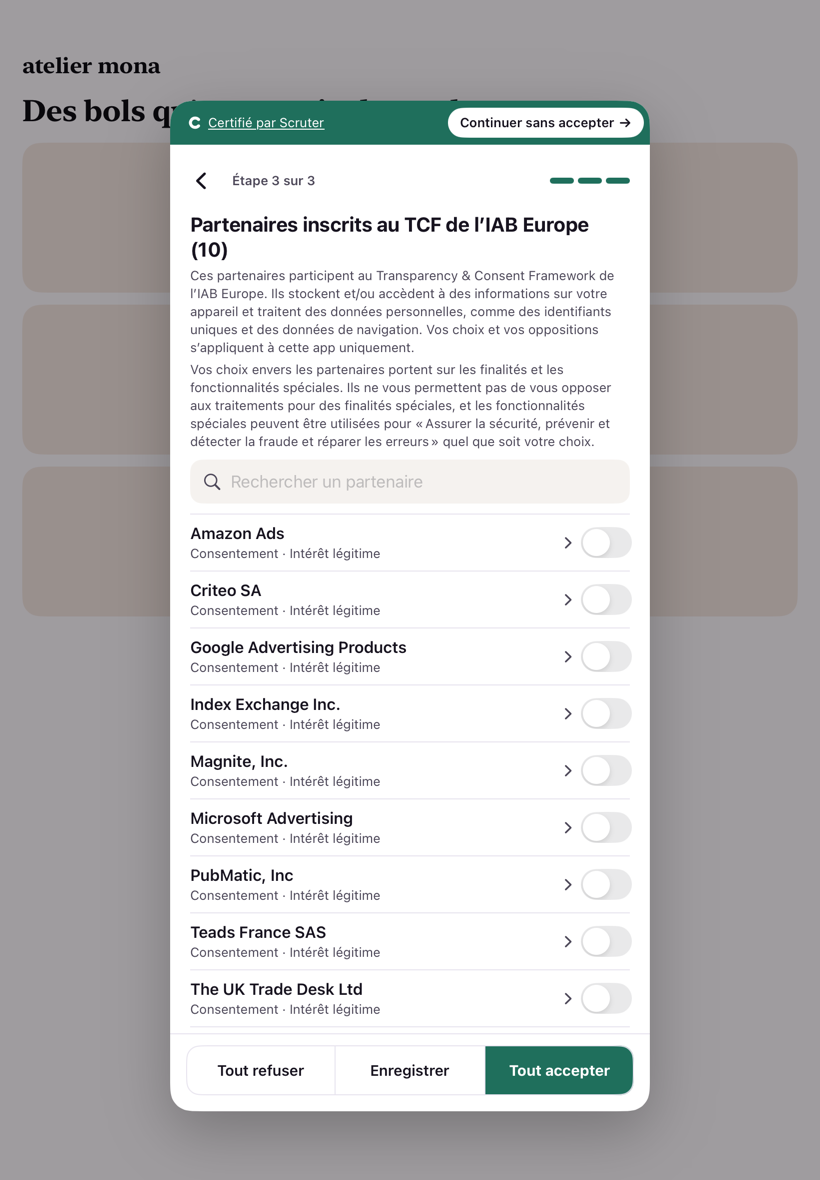 atelier mona
Des bols q
Certifié par Scruter
Continuer sans accepter →
Étape 3 sur 3
Partenaires inscrits au TCF de l’IAB Europe
(10)
Ces partenaires participent au Transparency & Consent Framework de
l’IAB Europe. Ils stockent et/ou accèdent à des informations sur votre
appareil et traitent des données personnelles, comme des identifiants
uniques et des données de navigation. Vos choix et vos oppositions
s’appliquent à cette app uniquement.
Vos choix envers les partenaires portent sur les finalités et les
fonctionnalités spéciales. Ils ne vous permettent pas de vous opposer
aux traitements pour des finalités spéciales, et les fonctionnalités
spéciales peuvent être utilisées pour « Assurer la sécurité, prévenir et
détecter la fraude et réparer les erreurs » quel que soit votre choix.
Rechercher un partenaire
Amazon Ads
Consentement · Intérêt légitime
Criteo SA
Consentement · Intérêt légitime
Google Advertising Products
Consentement · Intérêt légitime
Index Exchange Inc.
Consentement · Intérêt légitime
Magnite, Inc.
Consentement · Intérêt légitime
Microsoft Advertising
Consentement · Intérêt légitime
PubMatic, Inc
Consentement · Intérêt légitime
Teads France SAS
Consentement · Intérêt légitime
The UK Trade Desk Ltd
Consentement · Intérêt légitime
Tout refuser
Enregistrer
Tout accepter